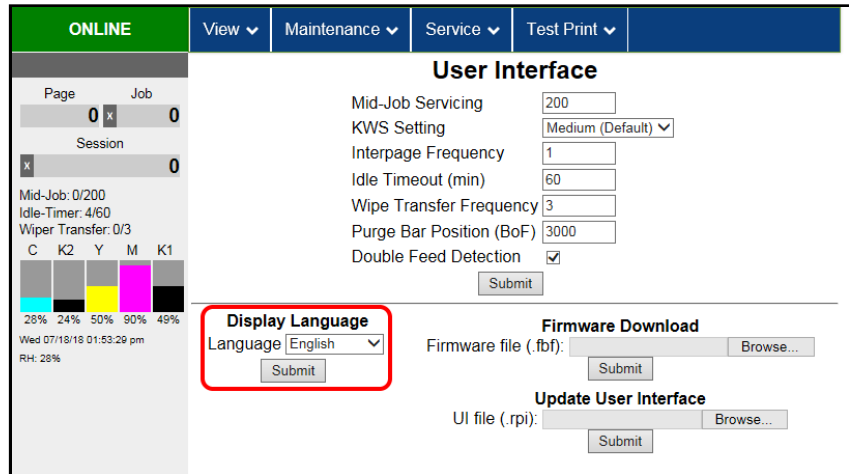 ONLINE
View Maintenance Service Test Print
User Interface
Page Job
0 x 0
Session
x 0
Mid-Job: 0/200
Idle-Timer: 4/60
Wiper Transfer: 0/3
C K2 Y M K1
28% 24% 50% 90% 49%
Wed 07/18/18 01:53:29 pm
RH: 28%
Mid-Job Servicing 200
KWS Setting Medium (Default)
Interpage Frequency 1
Idle Timeout (min) 60
Wipe Transfer Frequency 3
Purge Bar Position (BoF) 3000
Double Feed Detection
Submit
Display Language
Language English
Submit
Firmware Download
Firmware file (.fbf): Browse...
Submit
Update User Interface
UI file (.rpi): Browse...
Submit